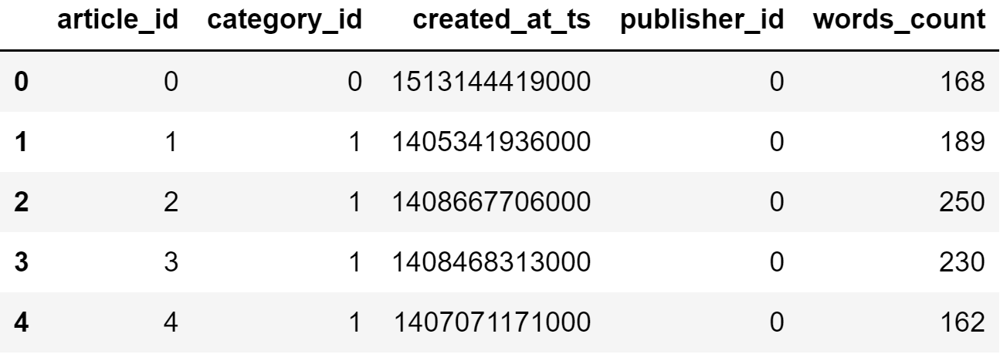 article_id category_id created_at_ts publisher_id words_count
0 0 0 1513144419000 0 168
1 1 1 1405341936000 0 189
2 2 1 1408667706000 0 250
3 3 1 1408468313000 0 230
4 4 1 1407071171000 0 162